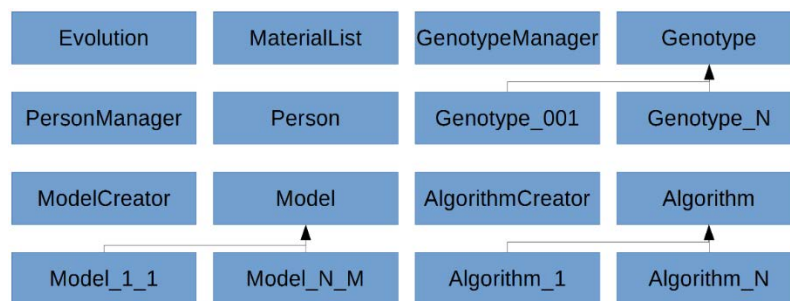 Evolution
MaterialList
GenotypeManager
Genotype
PersonManager
Person
Genotype_001
Genotype_N
ModelCreator
Model
AlgorithmCreator
Algorithm
Model_1_1
Model_N_M
Algorithm_1
Algorithm_N